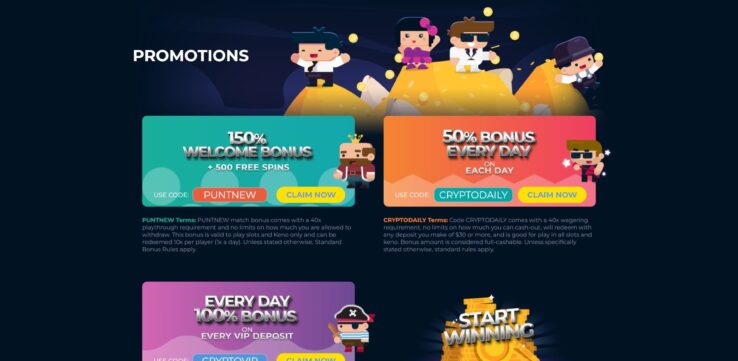 PROMOTIONS
150%
WELCOME BONUS
+ 500 FREE SPINS
USE CODE: PUNTNEW CLAIM NOW
PUNTNEW Terms: PUNTNEW match bonus comes with a 40x
playthrough requirement and no limits on how much you are allowed to
withdraw. This bonus is valid to play slots and Keno only and can be
redeemed 10x per player (1x a day). Unless stated otherwise, Standard
Bonus Rules apply.
50% BONUS
EVERY DAY
ON
EACH DAY
USE CODE: CRYPTODAILY CLAIM NOW
CRYPTODAILY Terms: Code CRYPTODAILY comes with a 40x wagering
requirement, no limits on how much you can cash-out, will redeem with
any deposit you make of $30 or more, and is good for play in all slots and
keno. Bonus amount is considered full-cashable. Unless specifically
stated otherwise, standard rules apply.
EVERY DAY
100% BONUS
ON
EVERY VIP DEPOSIT
USE CODE: CRYPTOVIP CLAIM NOW
START
WINNING